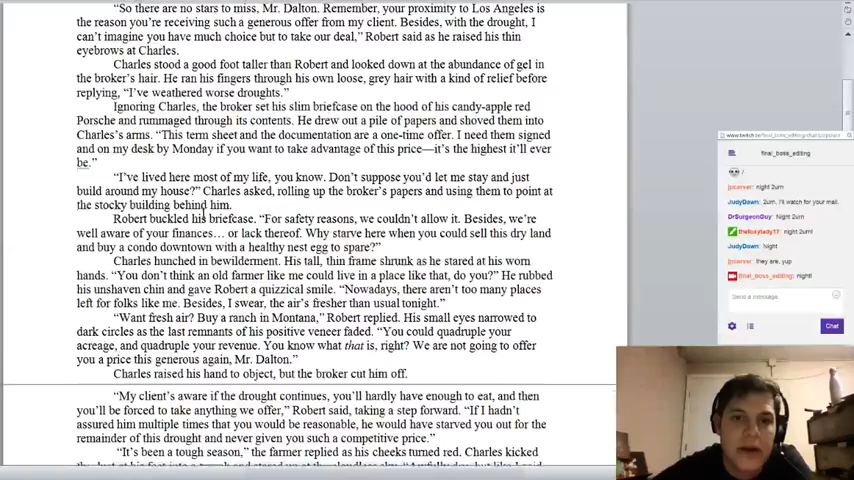 “So there are no stars to miss, Mr. Dalton. Remember, your proximity to Los Angeles is
the reason you’re receiving such a generous offer from my client. Besides, with the drought, I
can’t imagine you have much choice but to take our deal,” Robert said as he raised his thin
eyebrows at Charles.
Charles stood a good foot taller than Robert and looked down at the abundance of gel in
the broker’s hair. He ran his fingers through his own loose, grey hair with a kind of relief before
replying, “I’ve weathered worse droughts.”
Ignoring Charles, the broker set his slim briefcase on the hood of his candy-apple red
Porsche and rummaged through its contents. He drew out a pile of papers and shoved them into
Charles’s arms. “This term sheet and the documentation are a one-time offer. I need them signed
and on my desk by Monday if you want to take advantage of this price—it’s the highest it’ll ever
be.”
“I’ve lived here most of my life, you know. Don’t suppose you’d let me stay and just
build around my house?” Charles asked, rolling up the broker’s papers and using them to point at
the stocky building behind him.
Robert buckled his briefcase. “For safety reasons, we couldn’t allow it. Besides, we’re
well aware of your finances… or lack thereof. Why starve here when you could sell this dry land
and buy a condo downtown with a healthy nest egg to spare?”
Charles hunched in bewilderment. His tall, thin frame shrunk as he stared at his worn
hands. “You don’t think an old farmer like me could live in a place like that, do you?” He rubbed
his unshaven chin and gave Robert a quizzical smile. “Nowadays, there aren’t too many places
left for folks like me. Besides, I swear, the air’s fresher than usual tonight.”
“Want fresh air? Buy a ranch in Montana,” Robert replied. His small eyes narrowed to
dark circles as the last remnants of his positive veneer faded. “You could quadruple your
acreage, and quadruple your revenue. You know what that is, right? We are not going to offer
you a price this generous again, Mr. Dalton.”
Charles raised his hand to object, but the broker cut him off.
“My client’s aware if the drought continues, you’ll hardly have enough to eat, and then
you’ll be forced to take anything we offer,” Robert said, taking a step forward. “If I hadn’t
assured him multiple times that you would be reasonable, he would have starved you out for the
remainder of this drought and never given you such a competitive price.”
“It’s been a tough season,” the farmer replied as his cheeks turned red. Charles kicked
final_boss_editing
night 2urn
JudyDown: 2urn, I'll watch for your mail.
DrSurgeonGuy: Night 2urn
night 2urn!
JudyDown: Night
they are, yup
final_boss_editing: night!
Send a message
Chat